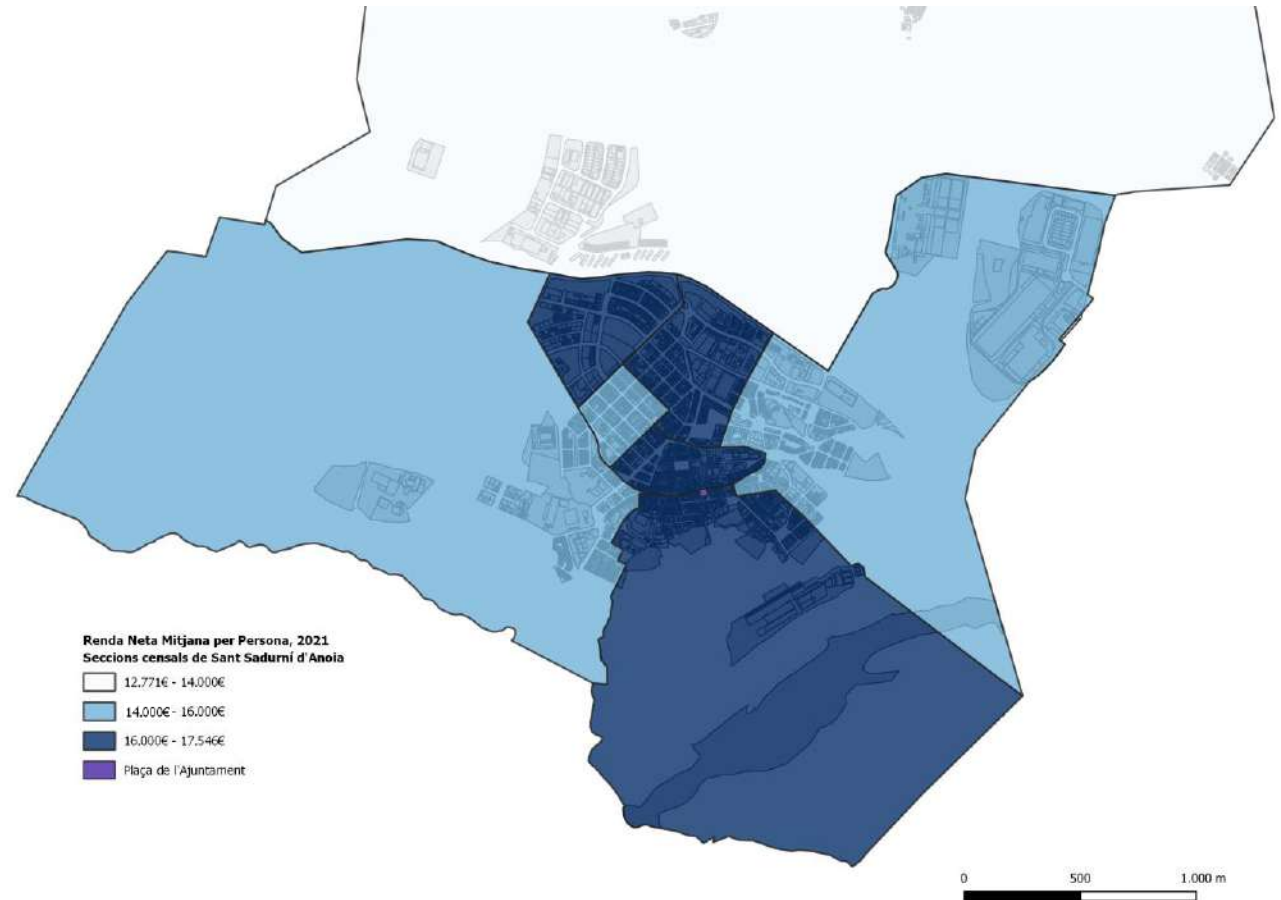 Renda Neta Mitjana per Persona, 2021
Seccions censals de Sant Sadurní d'Anoia
12.771€ - 14.000€
14.000€ - 16.000€
16.000€ - 17.546€
Plaça de l'Ajuntament
0 500 1.000 m